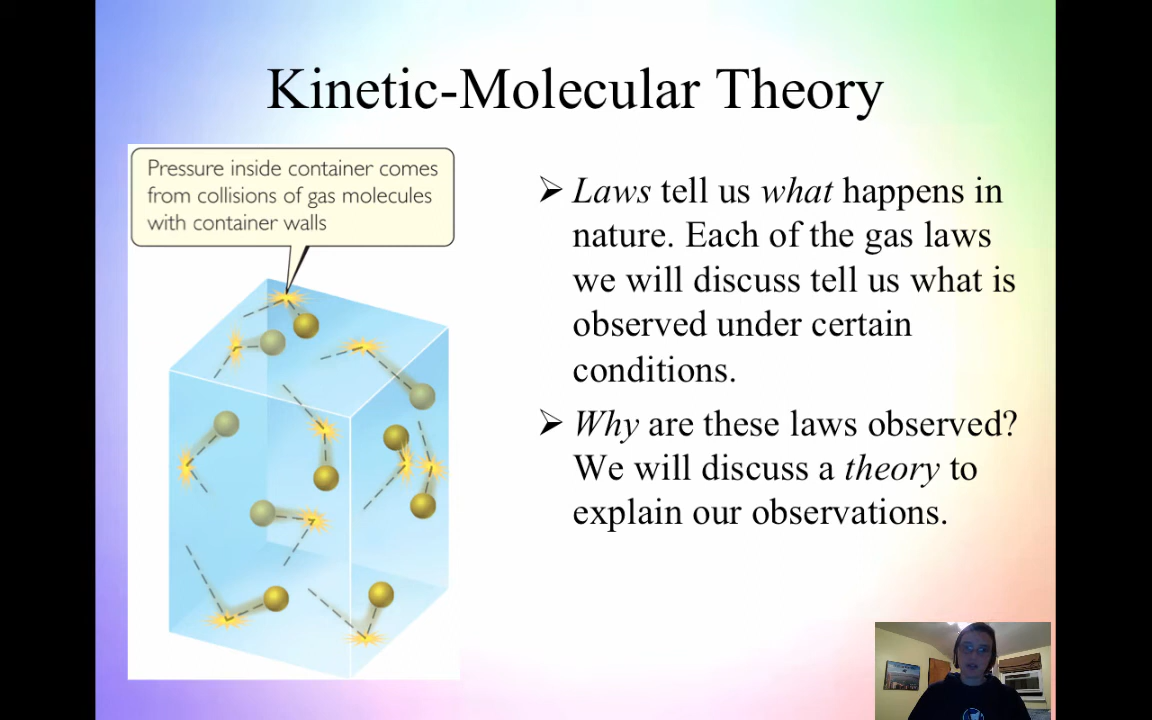 Kinetic-Molecular Theory
Pressure inside container comes
from collisions of gas molecules
with container walls
➢ Laws tell us what happens in
nature. Each of the gas laws
we will discuss tell us what is
observed under certain
conditions.
➢ Why are these laws observed?
We will discuss a theory to
explain our observations.